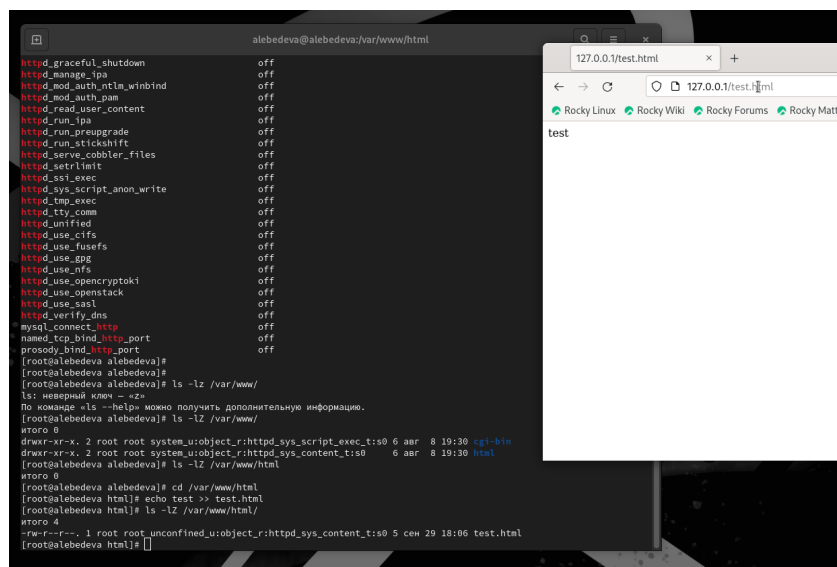 alebedeva@alebedeva:/var/www/html
httpd_graceful_shutdown off
httpd_manage_ipa off
httpd_mod_auth_ntlm_winbind off
httpd_mod_auth_pam off
httpd_read_user_content off
httpd_run_ipa off
httpd_run_preupgrade off
httpd_run_stickshift off
httpd_serve_cobbler_files off
httpd_setrlimit off
httpd_ssi_exec off
httpd_sys_script_anon_write off
httpd_tmp_exec off
httpd_tty_comm off
httpd_unified off
httpd_use_cifs off
httpd_use_fusefs off
httpd_use_gpg off
httpd_use_nfs off
httpd_use_opencryptoki off
httpd_use_openstack off
httpd_use_sasl off
httpd_verify_dns off
mysql_connect_http off
named_tcp_bind_http_port off
prosody_bind_http_port off
[root@alebedeva alebedeva]#
[root@alebedeva alebedeva]#
[root@alebedeva alebedeva]# ls -lz /var/www/
ls: неверный ключ — «z»
По команде «ls --help» можно получить дополнительную информацию.
[root@alebedeva alebedeva]# ls -lZ /var/www/
итого 0
drwxr-xr-x. 2 root root system_u:object_r:httpd_sys_script_exec_t:s0 6 авг 8 19:30 cgi-bin
drwxr-xr-x. 2 root root system_u:object_r:httpd_sys_content_t:s0 6 авг 8 19:30 html
[root@alebedeva alebedeva]# ls -lZ /var/www/html
итого 0
[root@alebedeva alebedeva]# cd /var/www/html
[root@alebedeva html]# echo test >> test.html
[root@alebedeva html]# ls -lZ /var/www/html/
итого 4
-rw-r--r--. 1 root root unconfined_u:object_r:httpd_sys_content_t:s0 5 сен 29 18:06 test.html
[root@alebedeva html]#
127.0.0.1/test.html
127.0.0.1/test.html
Rocky Linux Rocky Wiki Rocky Forums Rocky Matt
test